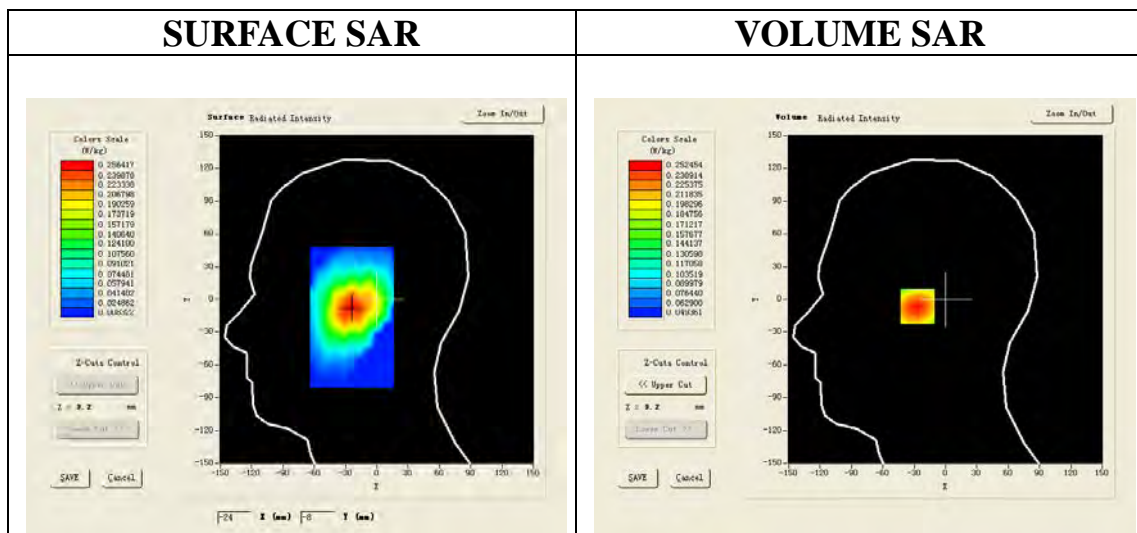 SURFACE SAR
VOLUME SAR
Surface Radiated Intensity
Zoom In/Out
Colors Scale
(W/kg)
0.256417
0.239878
0.223338
0.206798
0.190259
0.173719
0.157179
0.140640
0.124100
0.107560
0.091021
0.074481
0.057941
0.041402
0.024862
150
120
90
60
30
0
-30
-60
-90
-120
-150
-150 -120 -90 -60 -30 0 30 60 90 120 150
Z-Cuts Control
mm
SAVE
Cancel
-24 X (mm) -8 Y (mm)
Volume Radiated Intensity
Zoom In/Out
Colors Scale
(W/kg)
0.252454
0.238914
0.225375
0.211835
0.198296
0.184756
0.171217
0.157677
0.144137
0.130598
0.117058
0.103519
0.089979
0.076440
0.062900
0.049361
150
120
90
60
30
0
-30
-60
-90
-120
-150
-150 -120 -90 -60 -30 0 30 60 90 120 150
Z-Cuts Control
<< Upper Cut
mm
SAVE
Cancel